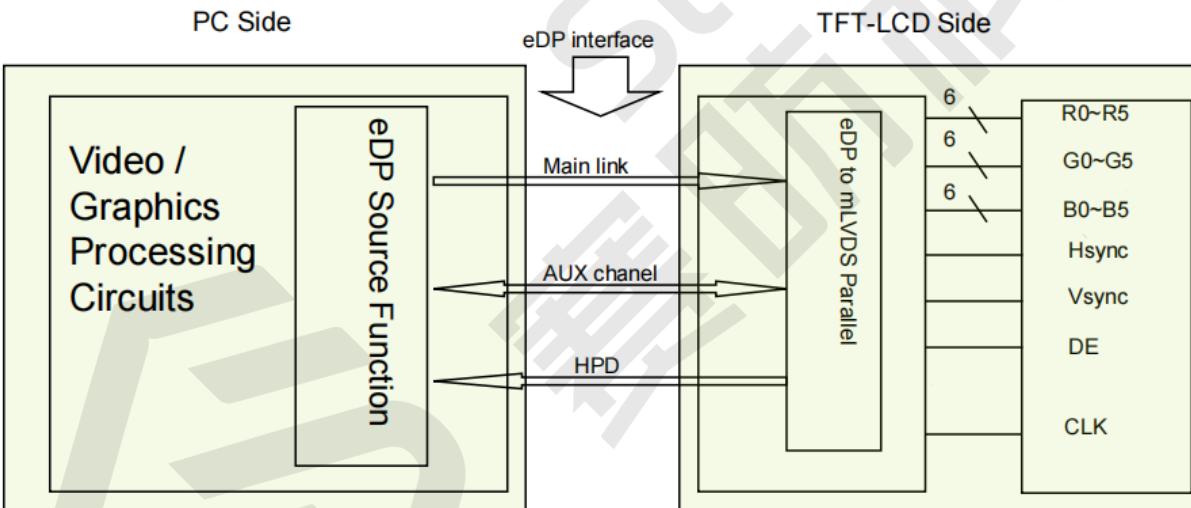 PC Side
eDP interface
TFT-LCD Side
Video /
Graphics
Processing
Circuits
eDP Source Function
Main link
AUX chanel
HPD
eDP to mLVDS Parallel
6
R0~R5
6
G0~G5
6
B0~B5
Hsync
Vsync
DE
CLK